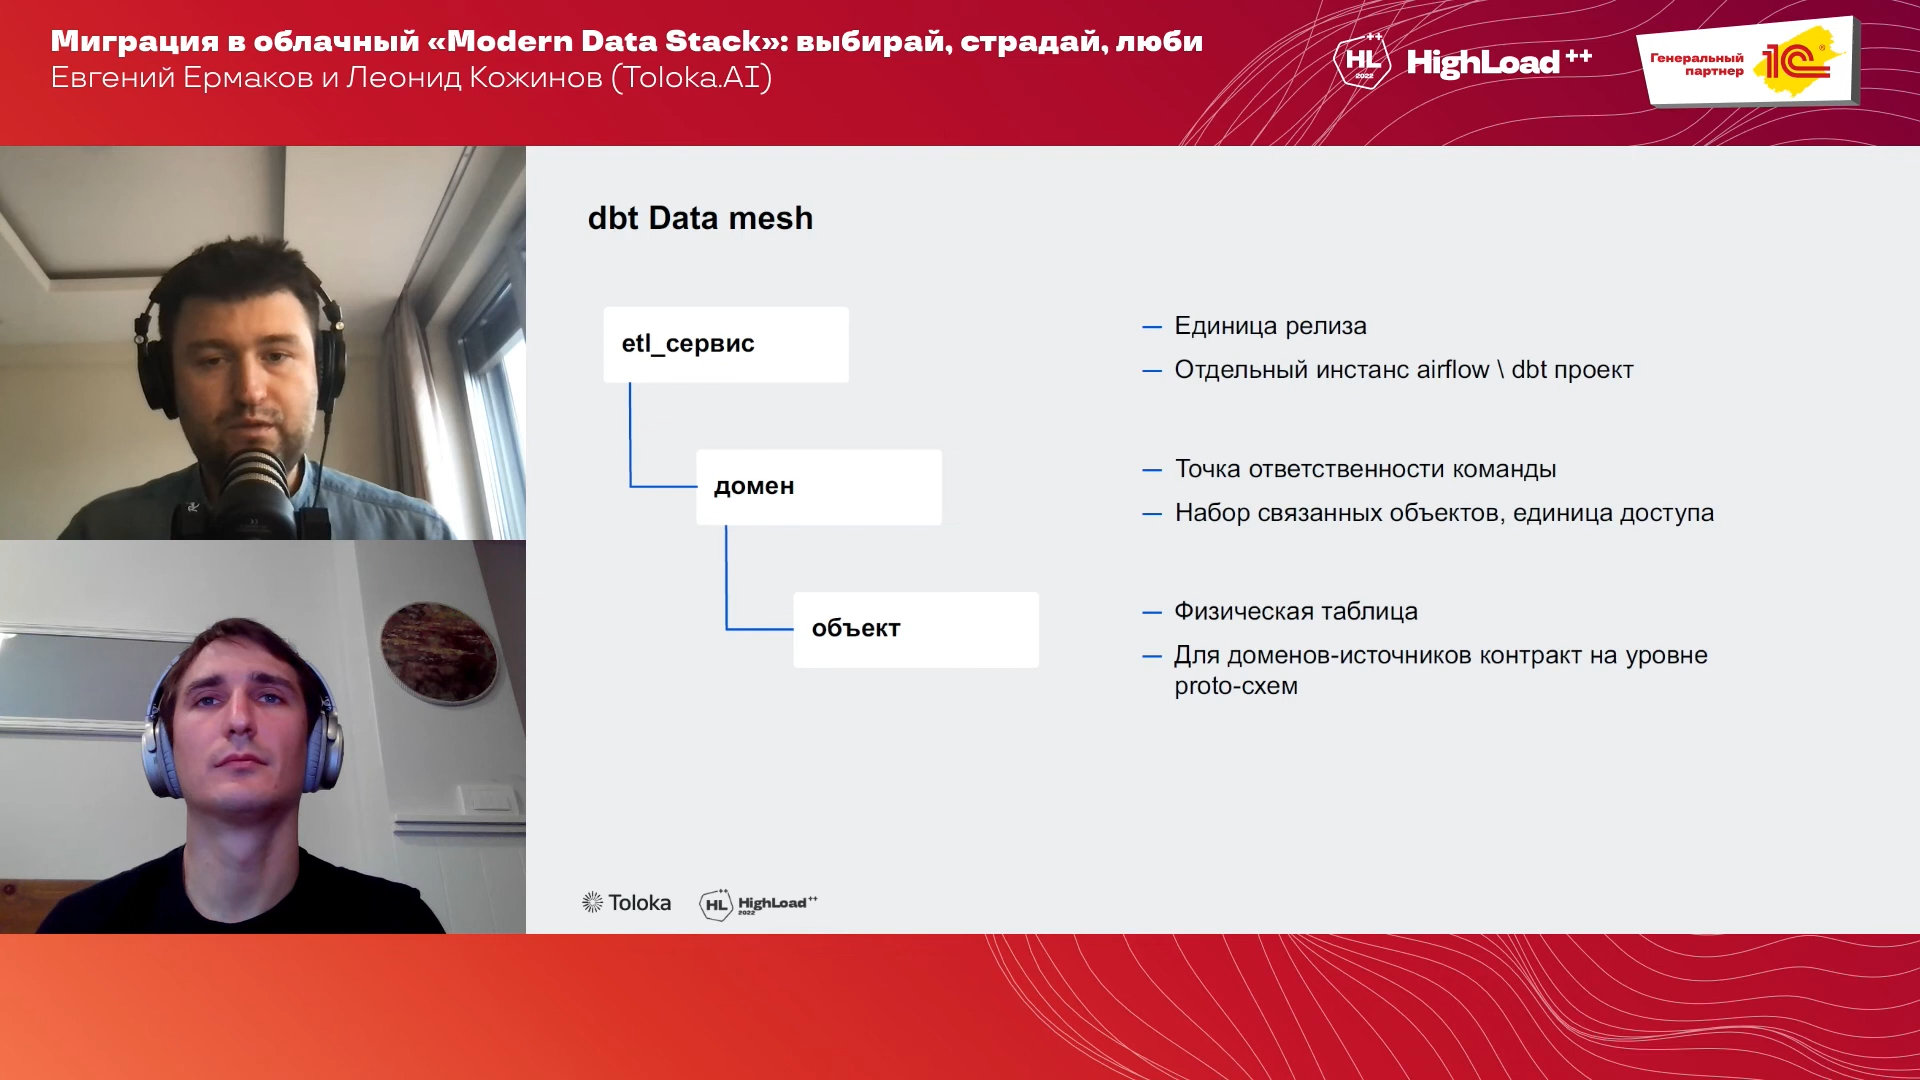 Миграция в облачный «Modern Data Stack»: выбирай, страдай, люби
Евгений Ермаков и Леонид Кожинов (Toloka.AI)
HL++ 2022
HighLoad++
Генеральный
партнер
1С®
dbt Data mesh
etl_сервис
— Единица релиза
— Отдельный инстанс airflow \ dbt проект
домен
— Точка ответственности команды
— Набор связанных объектов, единица доступа
объект
— Физическая таблица
— Для доменов-источников контракт на уровне
proto-схем
Toloka
HL++
HighLoad++
2022